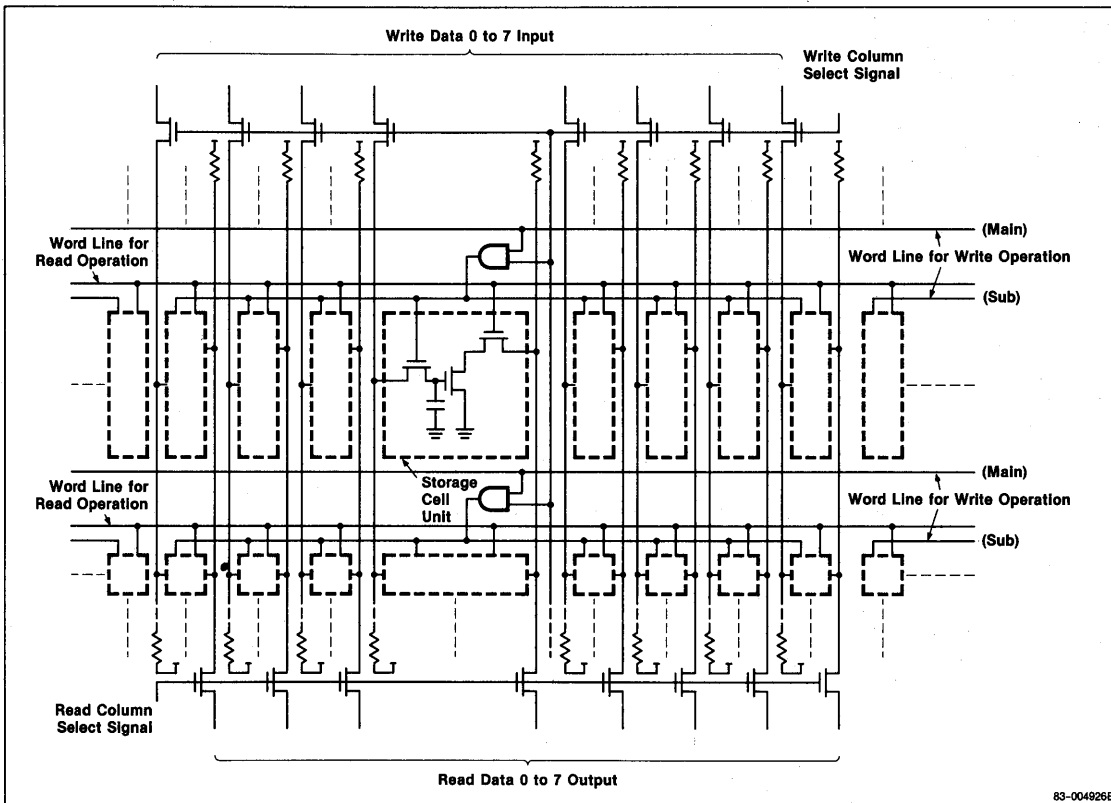 Write Data 0 to 7 Input
Write Column
Select Signal
(Main)
Word Line for
Read Operation
Word Line for Write Operation
(Sub)
Storage
Cell
Unit
(Main)
Word Line for
Read Operation
Word Line for Write Operation
(Sub)
Read Column
Select Signal
Read Data 0 to 7 Output
83-004926B